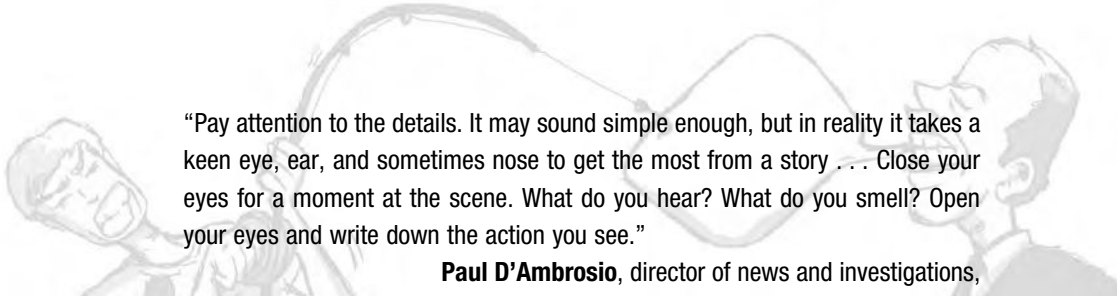 “Pay attention to the details. It may sound simple enough, but in reality it takes a
keen eye, ear, and sometimes nose to get the most from a story . . . Close your
eyes for a moment at the scene. What do you hear? What do you smell? Open
your eyes and write down the action you see.”
Paul D’Ambrosio, director of news and investigations,